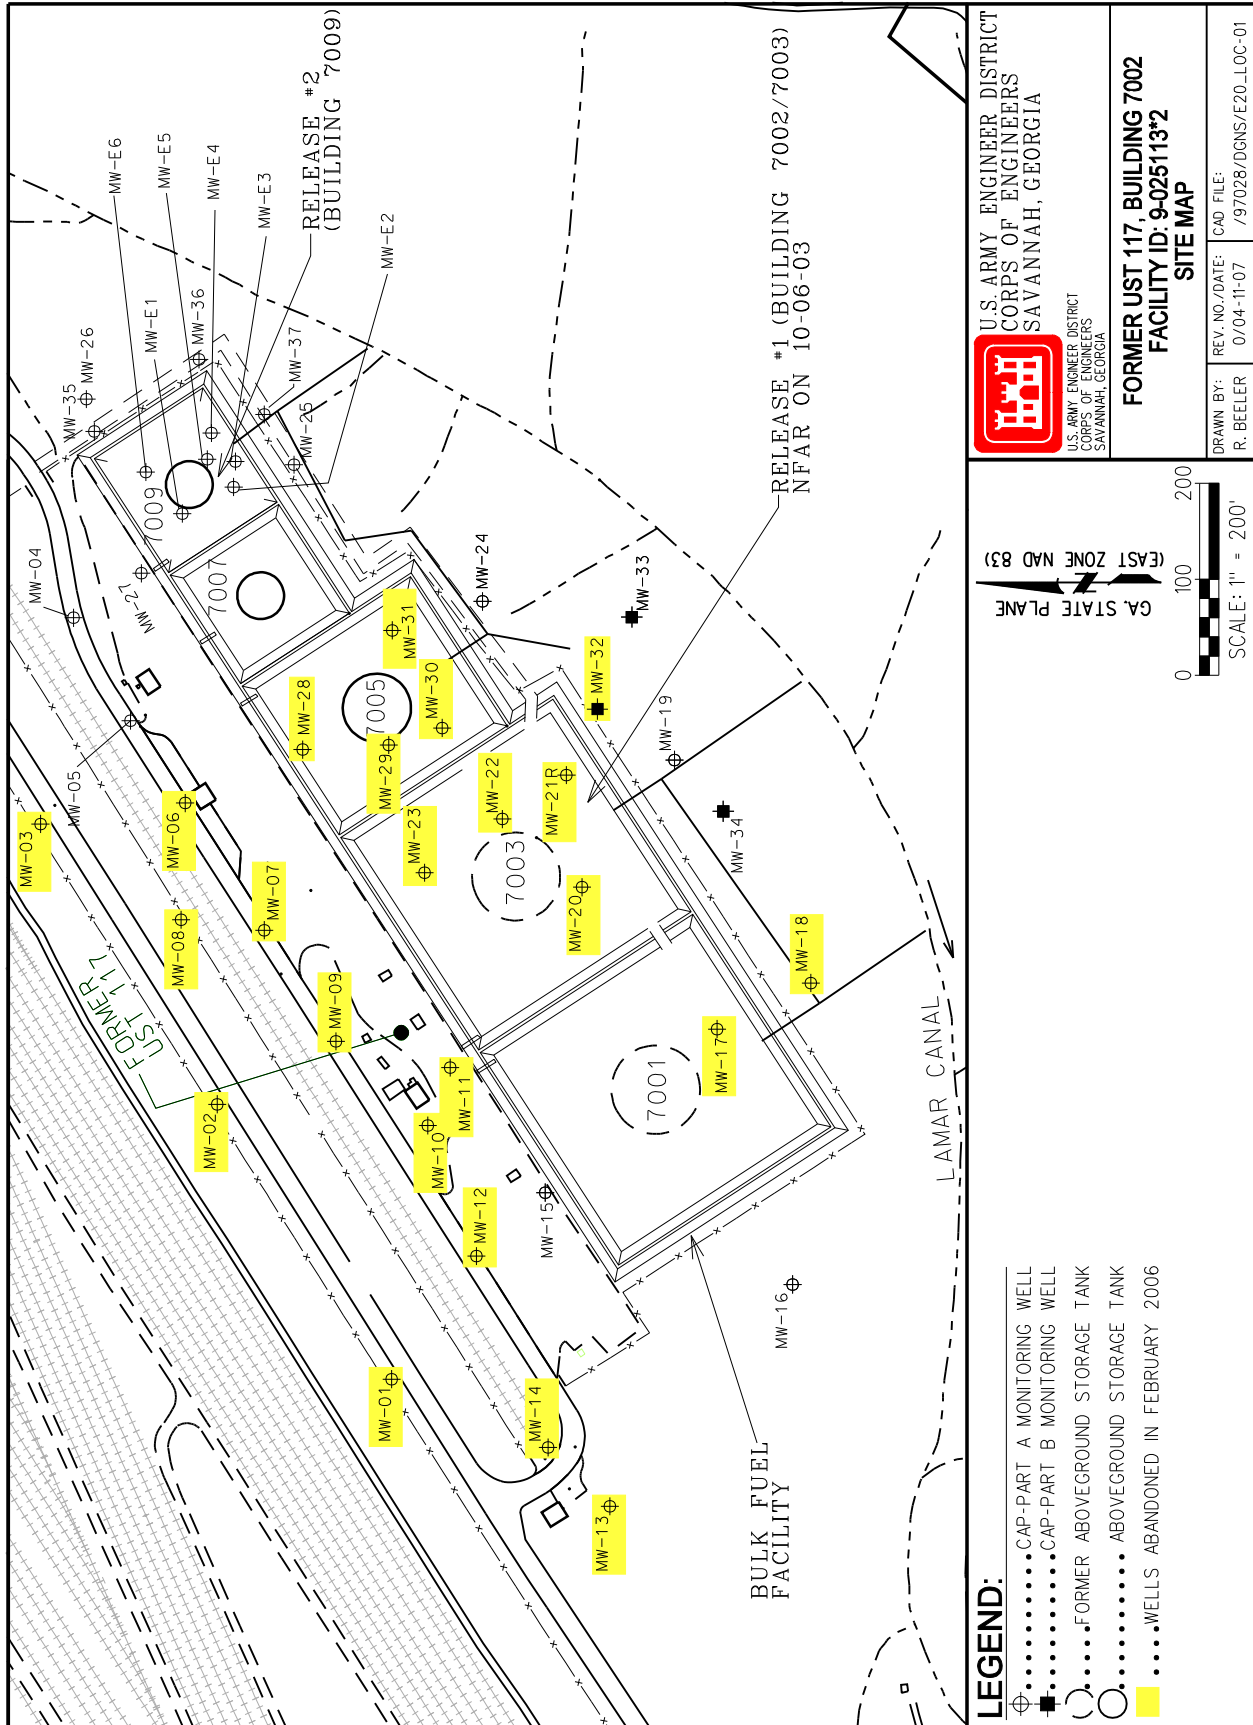 MW-E6
MW-E5
MW-E4
MW-E3
MW-E2
MW-E1
RELEASE #2
(BUILDING 7009)
MW-26
MW-35
MW-36
MW-37
MW-25
7009
MW-27
7007
MW-04
MW-05
MW-24
MW-33
MW-31
MW-30
MW-28
7005
MW-29
MW-32
MW-19
MW-34
RELEASE #1 (BUILDING 7002/7003)
NFAR ON 10-06-03
MW-22
MW-21R
MW-23
7003
MW-20
MW-03
MW-06
MW-07
MW-08
MW-09
FORMER
UST 117
MW-02
MW-11
MW-10
MW-12
MW-15
MW-18
MW-17
7001
MW-16
MW-01
MW-14
MW-13
LAMAR CANAL
BULK FUEL
FACILITY
U.S. ARMY ENGINEER DISTRICT
CORPS OF ENGINEERS
SAVANNAH, GEORGIA
U.S. ARMY ENGINEER DISTRICT
CORPS OF ENGINEERS
SAVANNAH, GEORGIA
FORMER UST 117, BUILDING 7002
FACILITY ID: 9-025113*2
SITE MAP
DRAWN BY:
R. BEELER
REV. NO./DATE:
0/04-11-07
CAD FILE:
/97028/DGNS/E20_LOC-01
GA. STATE PLANE
(EAST ZONE NAD 83)
N
0 100 200
SCALE: 1" = 200'
LEGEND:
CAP-PART A MONITORING WELL
CAP-PART B MONITORING WELL
FORMER ABOVEGROUND STORAGE TANK
ABOVEGROUND STORAGE TANK
WELLS ABANDONED IN FEBRUARY 2006